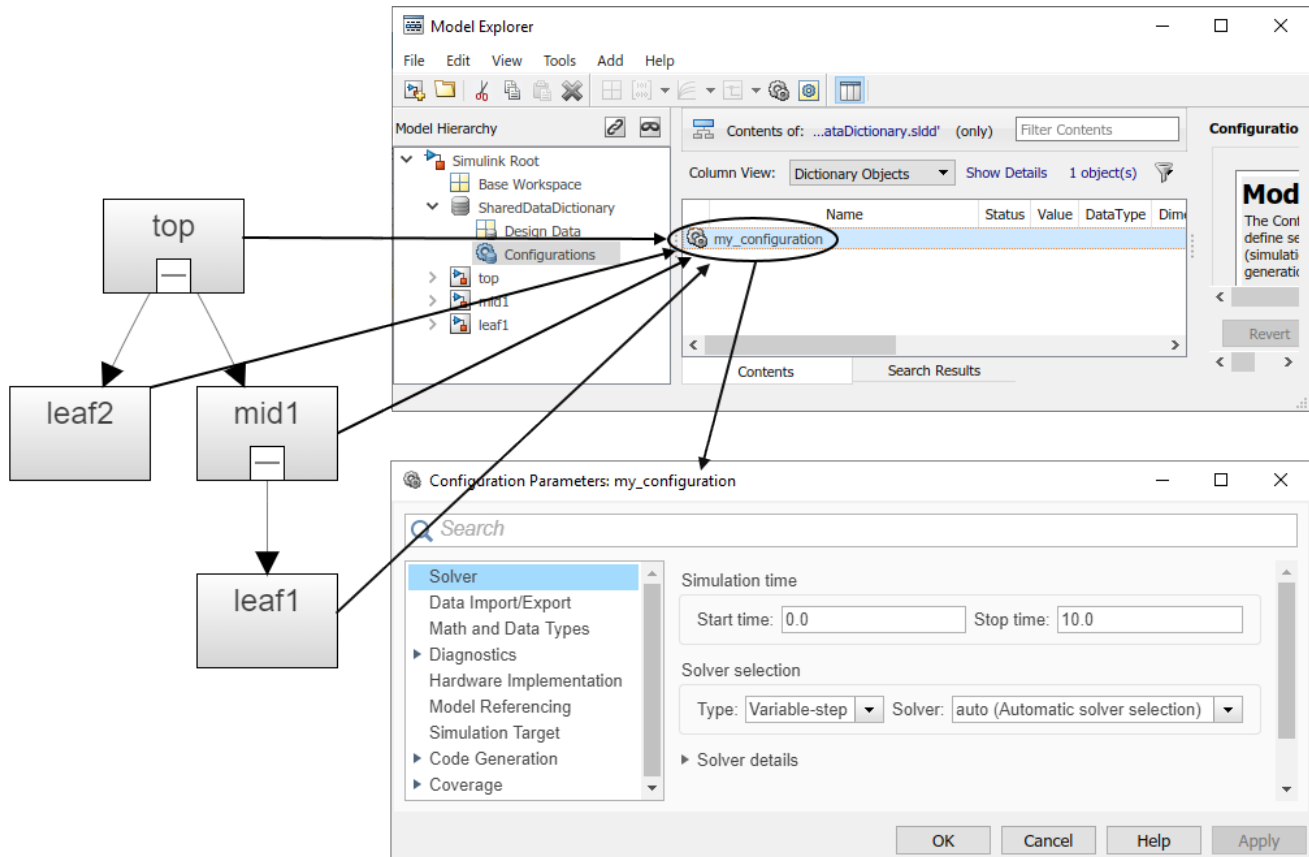 Model Explorer
File Edit View Tools Add Help
Model Hierarchy
Contents of: ...ataDictionary.sldd' (only) Filter Contents
Configuratio
Simulink Root
Base Workspace
SharedDataDictionary
Design Data
Configurations
top
mid1
leaf1
Column View: Dictionary Objects Show Details 1 object(s)
Name Status Value DataType Dime
my_configuration
Mod
The Conf
define se
(simulati
generatic
Revert
Contents Search Results
top
leaf2
mid1
leaf1
Configuration Parameters: my_configuration
Search
Solver
Data Import/Export
Math and Data Types
Diagnostics
Hardware Implementation
Model Referencing
Simulation Target
Code Generation
Coverage
Simulation time
Start time: 0.0 Stop time: 10.0
Solver selection
Type: Variable-step Solver: auto (Automatic solver selection)
Solver details
OK Cancel Help Apply